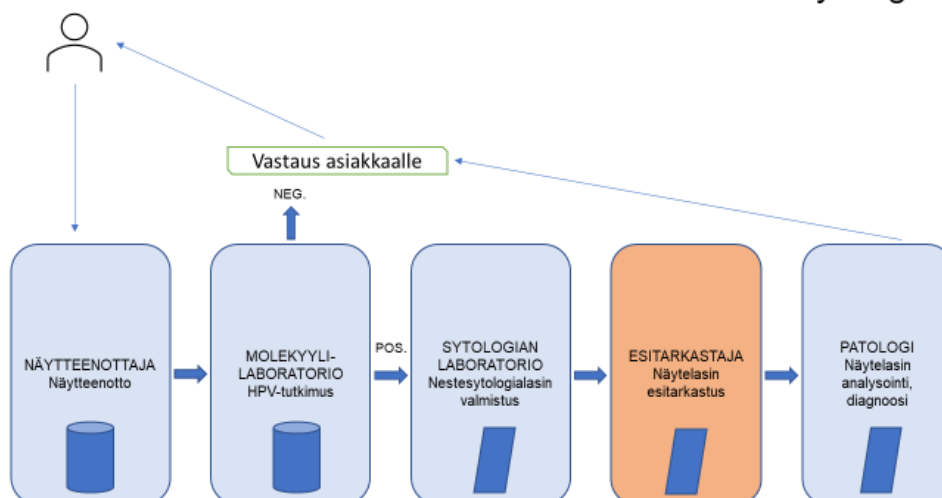 Vastaus asiakkaalle
NEG.
NÄYTTEENOTTAJA
Näytteenotto
MOLEKYYLI-
LABORATORIO
HPV-tutkimus
POS.
SYTOLOGIAN
LABORATORIO
Nestesytologialasin
valmistus
ESITARKASTAJA
Näytelasin
esitarkastus
PATOLOGI
Näytelasin
analysointi,
diagnoosi